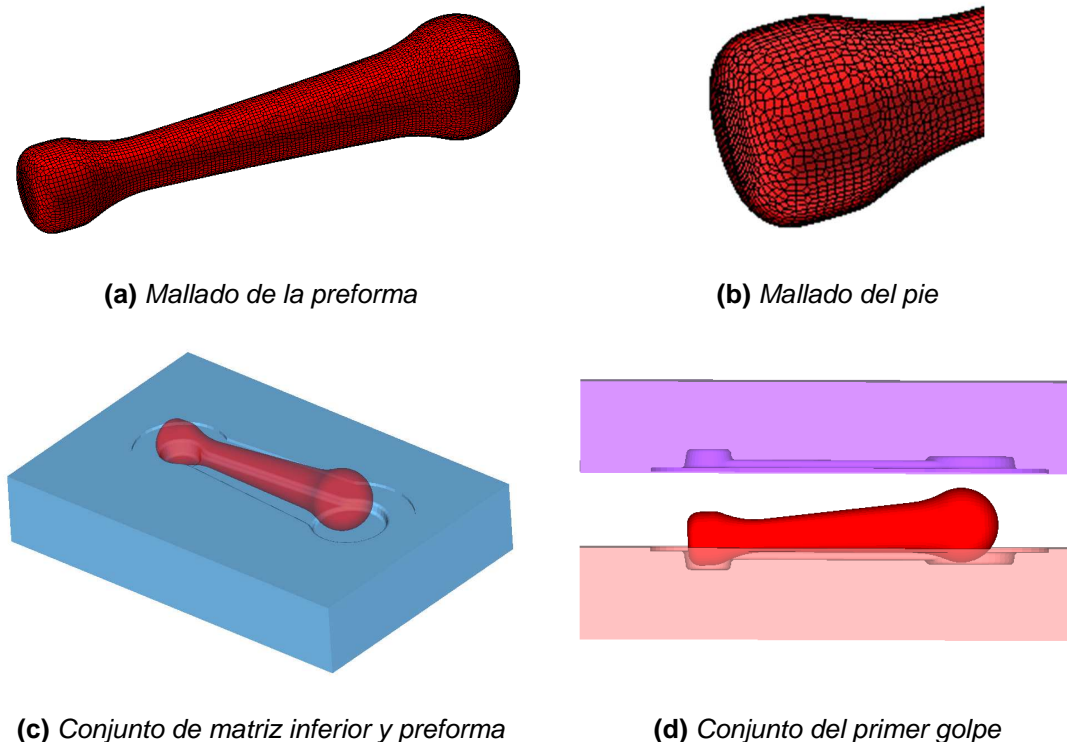 (a) Mallado de la preforma
(b) Mallado del pie
(c) Conjunto de matriz inferior y preforma
(d) Conjunto del primer golpe